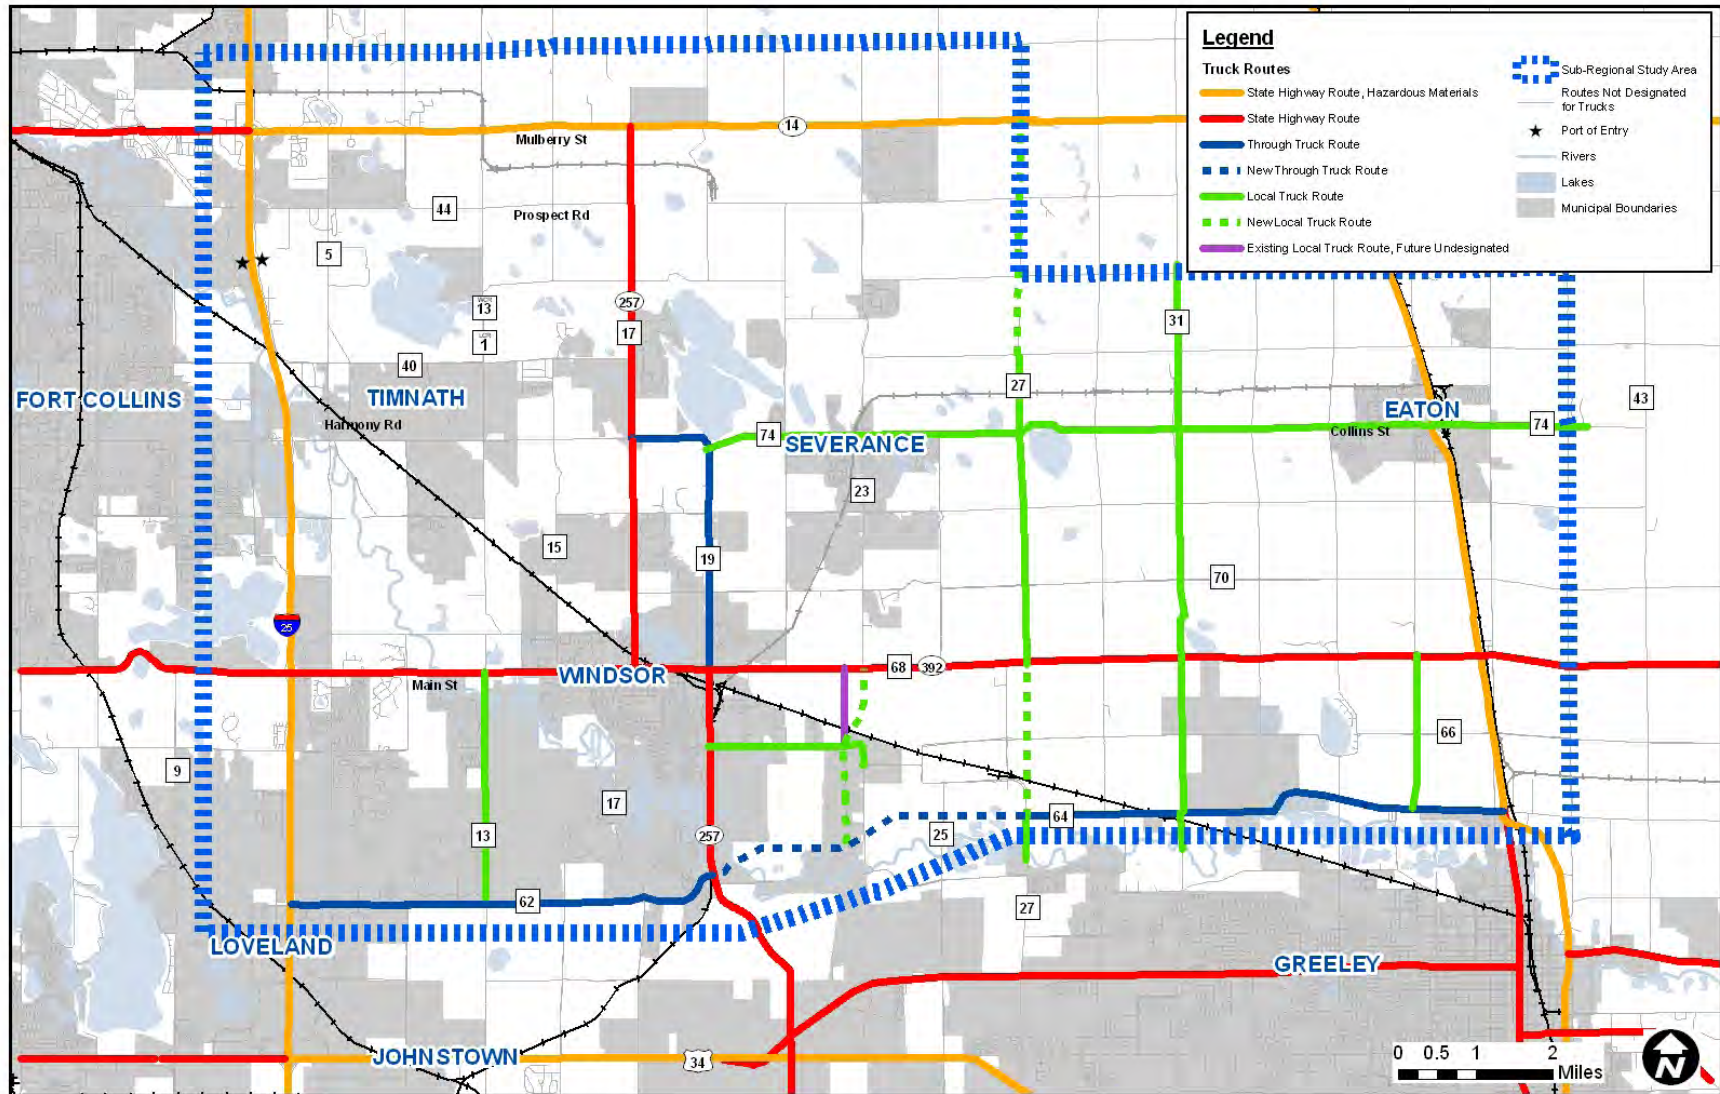 Legend
Truck Routes
State Highway Route, Hazardous Materials
State Highway Route
Through Truck Route
New Through Truck Route
Local Truck Route
New Local Truck Route
Existing Local Truck Route, Future Undesignated
Sub-Regional Study Area
Routes Not Designated
for Trucks
Port of Entry
Rivers
Lakes
Municipal Boundaries
14
Mulberry St
44
Prospect Rd
5
13
1
257
17
31
40
27
FORT COLLINS
TIMNATH
EATON
43
Harmony Rd
74
SEVERANCE
Collins St
74
23
15
19
70
25
68
392
WINDSOR
Main St
66
9
17
13
257
25
64
62
27
LOVELAND
GREELEY
JOHNSTOWN
34
0 0.5 1 2
Miles
N